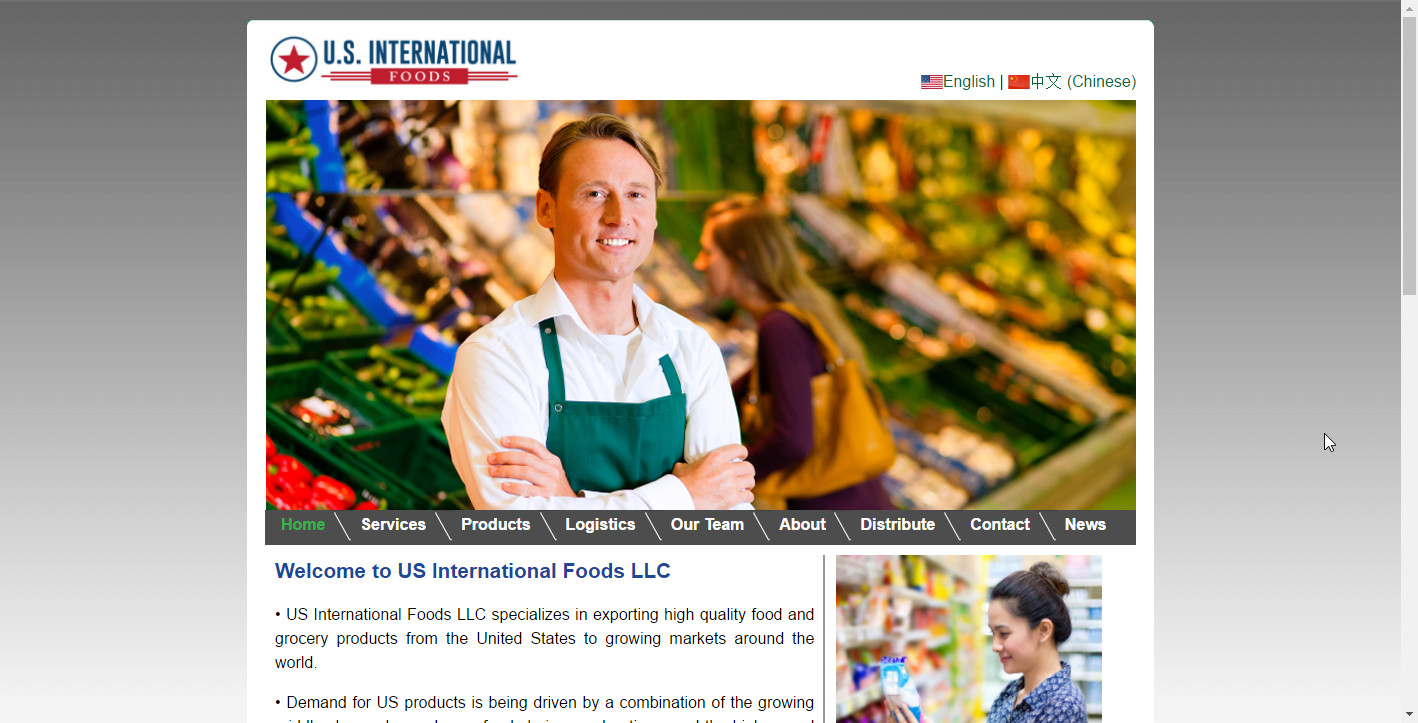 U.S. INTERNATIONAL
FOODS
English | 中文 (Chinese)
Home Services Products Logistics Our Team About Distribute Contact News
Welcome to US International Foods LLC
• US International Foods LLC specializes in exporting high quality food and
grocery products from the United States to growing markets around the
world.
• Demand for US products is being driven by a combination of the growing